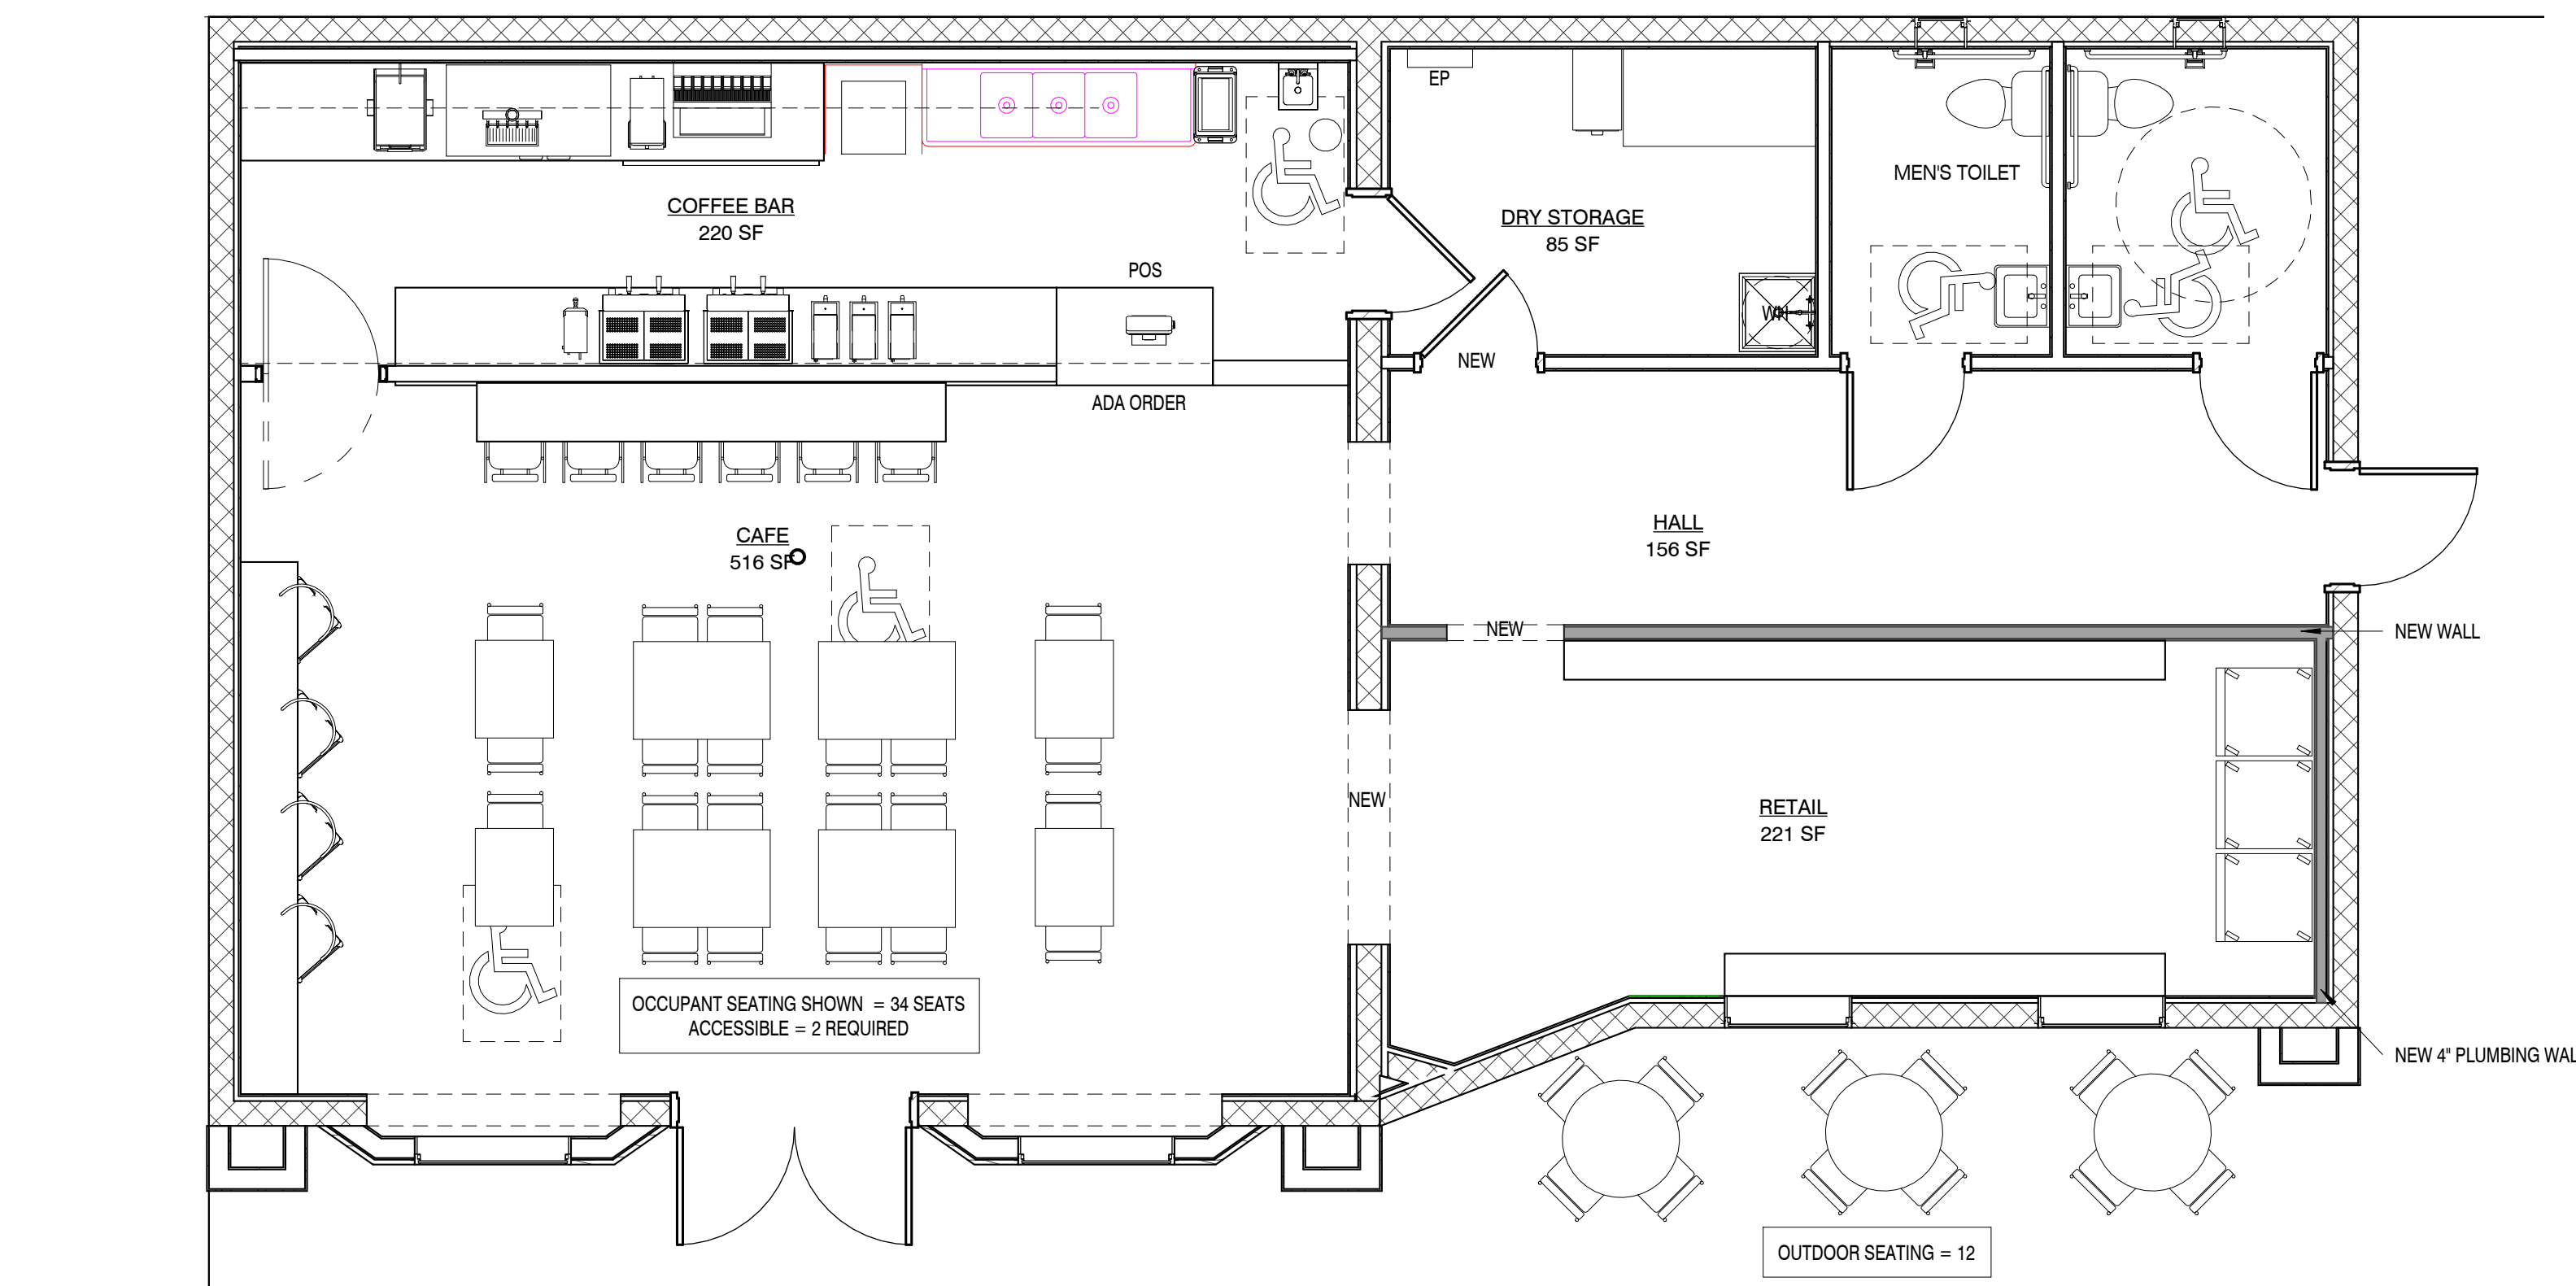 EP
MEN'S TOILET
COFFEE BAR
220 SF
DRY STORAGE
85 SF
POS
W
NEW
ADA ORDER
CAFE
516 SF
HALL
156 SF
NEW
NEW WALL
NEW
RETAIL
221 SF
OCCUPANT SEATING SHOWN = 34 SEATS
ACCESSIBLE = 2 REQUIRED
NEW 4" PLUMBING WAL
OUTDOOR SEATING = 12